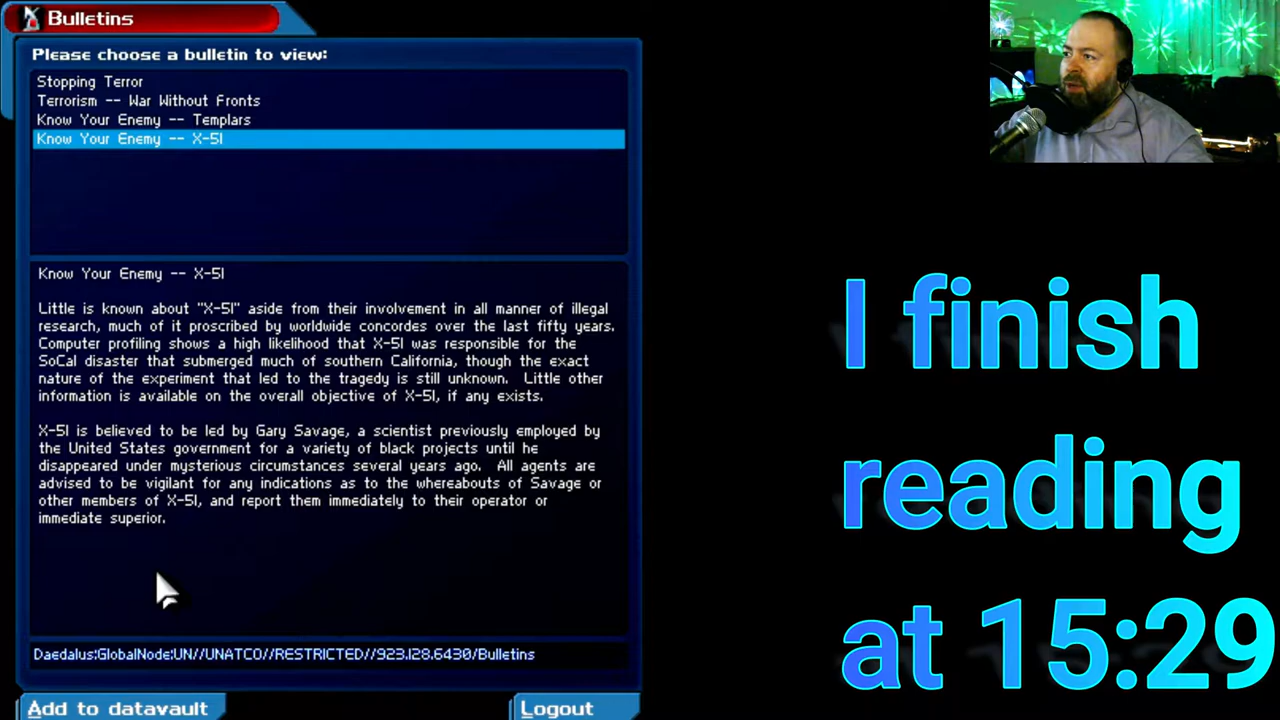 Bulletins
Please choose a bulletin to view:
Stopping Terror
Terrorism -- War Without Fronts
Know Your Enemy -- Templars
Know Your Enemy -- X-51
Know Your Enemy -- X-51
Little is known about "X-51" aside from their involvement in all manner of illegal
research, much of it proscribed by worldwide concordes over the last fifty years.
Computer profiling shows a high likelihood that X-51 was responsible for the
SoCal disaster that submerged much of southern California, though the exact
nature of the experiment that led to the tragedy is still unknown.  Little other
information is available on the overall objective of X-51, if any exists.
X-51 is believed to be led by Gary Savage, a scientist previously employed by
the United States government for a variety of black projects until he
disappeared under mysterious circumstances several years ago.  All agents are
advised to be vigilant for any indications as to the whereabouts of Savage or
other members of X-51, and report them immediately to their operator or
immediate superior.
Daedalus:GlobalNode:UN//UNATCO//RESTRICTED//923.128.6430/Bulletins
Add to datavault
Logout
I finish
reading
at 15:29